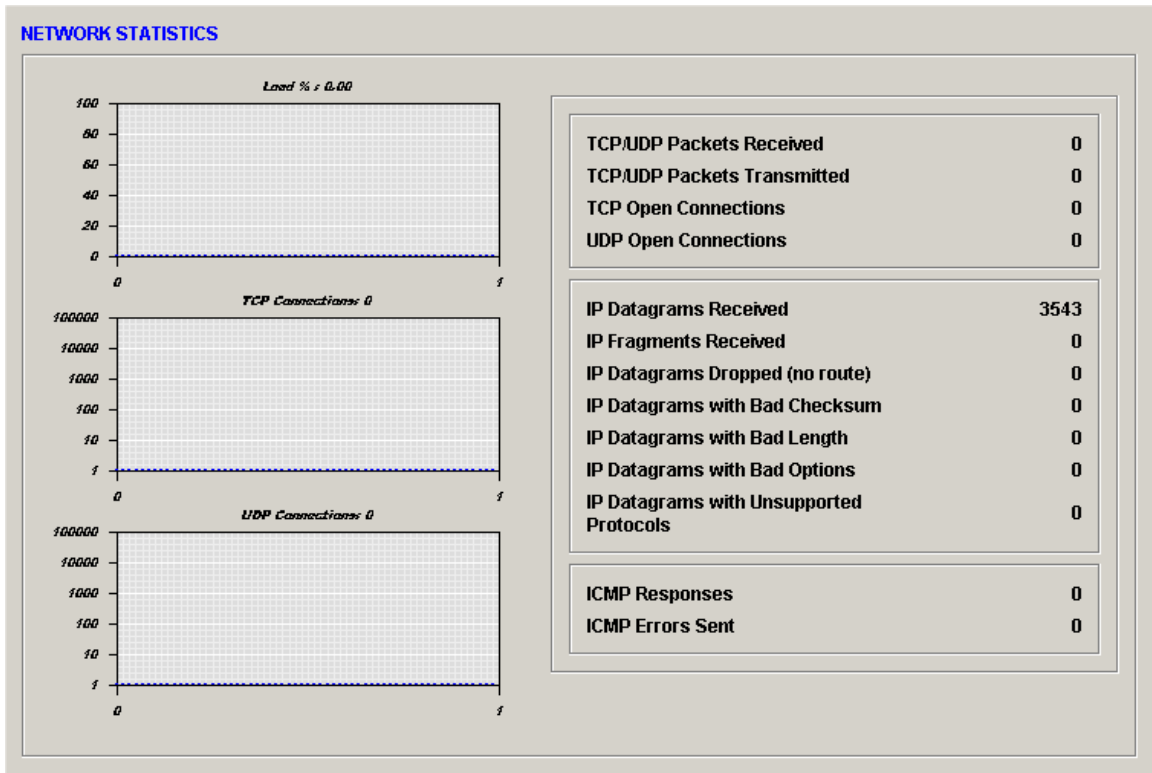 NETWORK STATISTICS
Load % : 0.00
100
80
60
40
20
0
0 1
TCP Connections: 0
100000
10000
1000
100
10
1
0 1
UDP Connections: 0
100000
10000
1000
100
10
1
0 1
TCP/UDP Packets Received 0
TCP/UDP Packets Transmitted 0
TCP Open Connections 0
UDP Open Connections 0
IP Datagrams Received 3543
IP Fragments Received 0
IP Datagrams Dropped (no route) 0
IP Datagrams with Bad Checksum 0
IP Datagrams with Bad Length 0
IP Datagrams with Bad Options 0
IP Datagrams with Unsupported
Protocols 0
ICMP Responses 0
ICMP Errors Sent 0